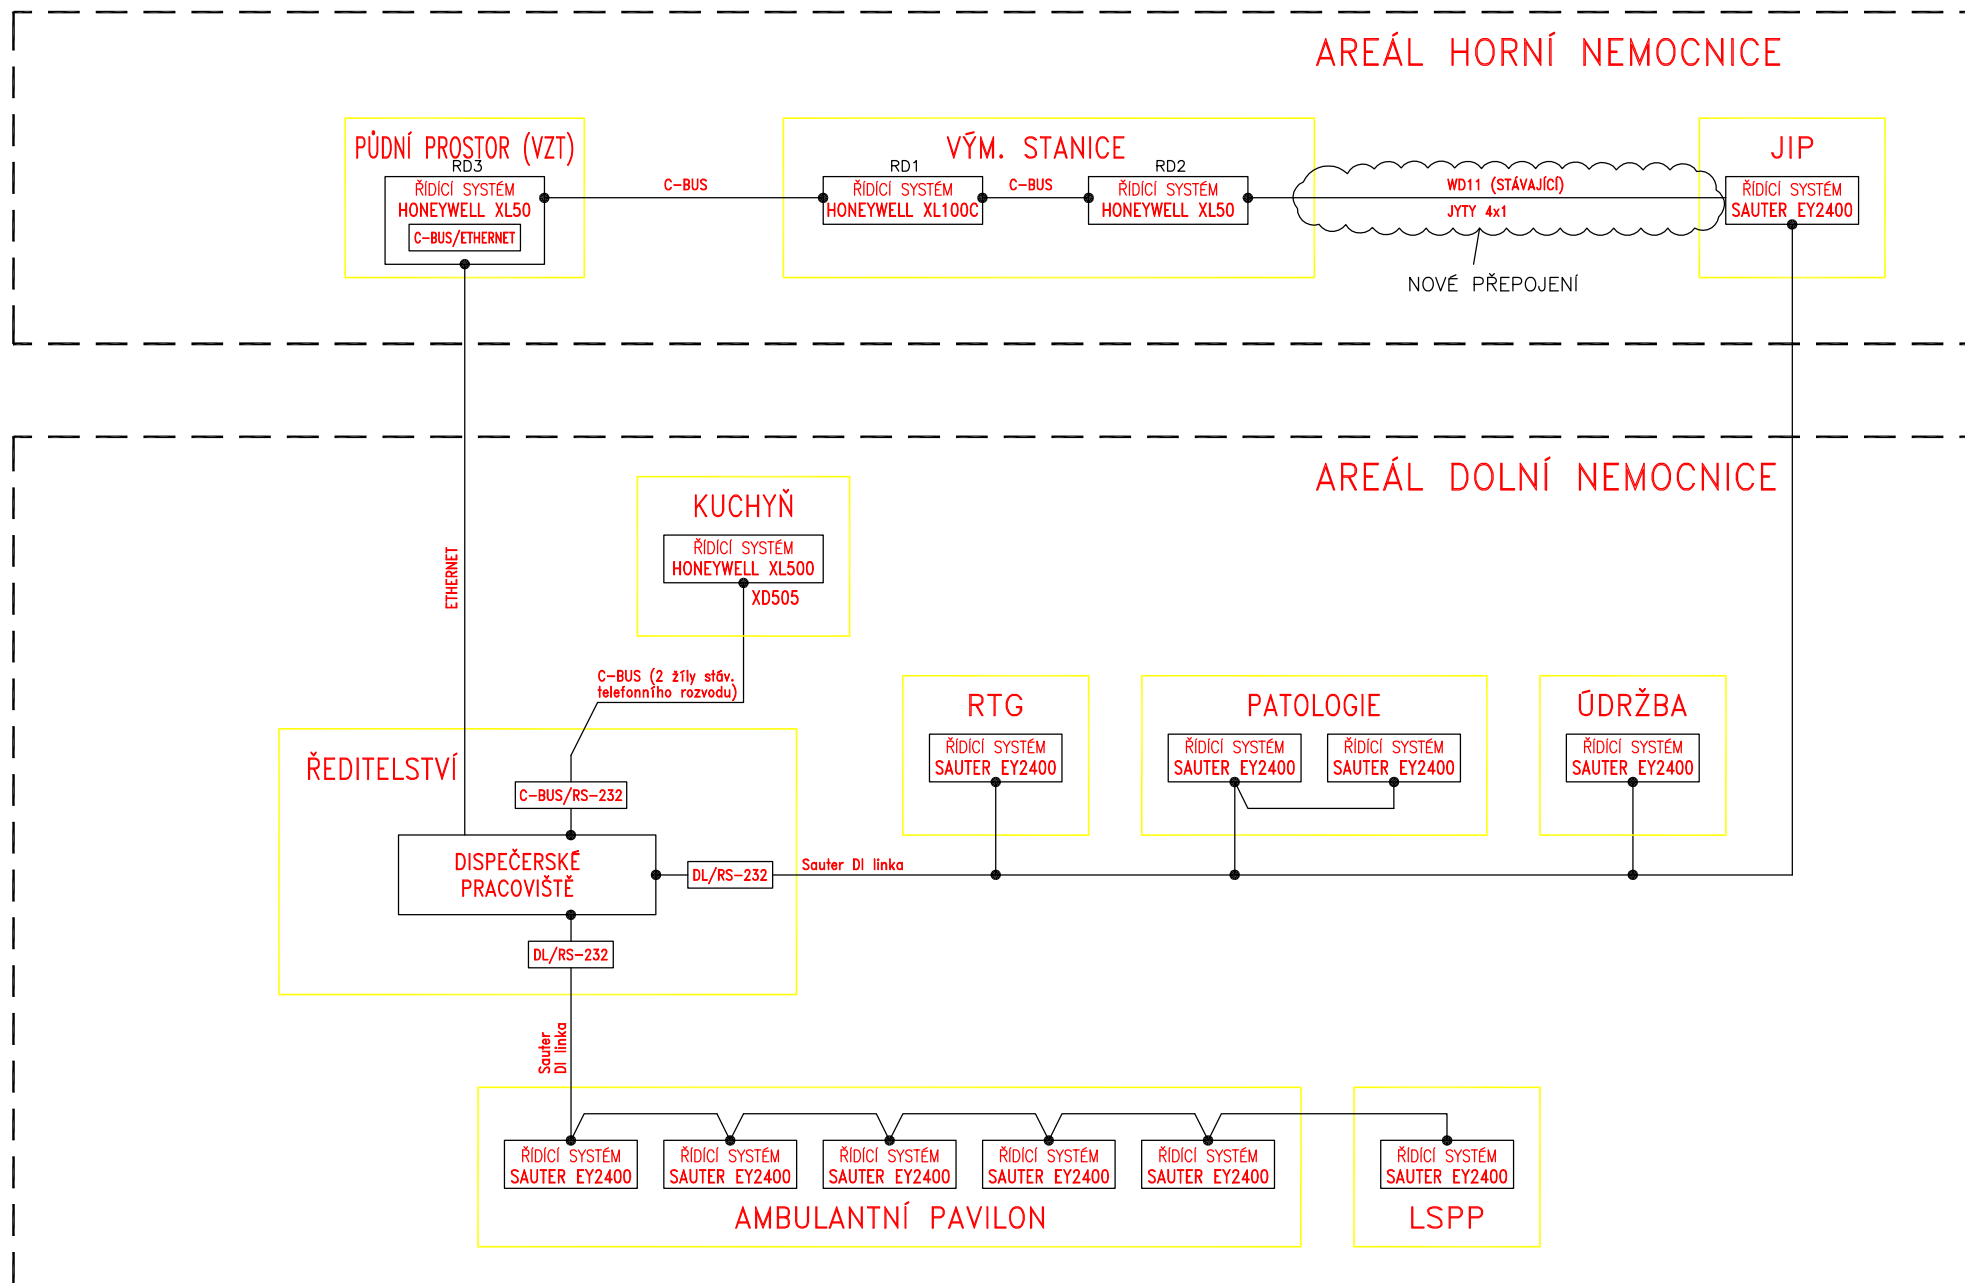 AREÁL HORNÍ NEMOCNICE
PŮDNÍ PROSTOR (VZT)
RD3
ŘÍDÍCÍ SYSTÉM
HONEYWELL XL50
C-BUS/ETHERNET
C-BUS
VÝM. STANICE
RD1
ŘÍDÍCÍ SYSTÉM
HONEYWELL XL100C
C-BUS
RD2
ŘÍDÍCÍ SYSTÉM
HONEYWELL XL50
WD11 (STÁVAJÍCÍ)
JYTY 4x1
NOVÉ PŘEPOJENÍ
JIP
ŘÍDÍCÍ SYSTÉM
SAUTER EY2400
AREÁL DOLNÍ NEMOCNICE
ETHERNET
KUCHYŇ
ŘÍDÍCÍ SYSTÉM
HONEYWELL XL500
XD505
C-BUS (2 žíly stáv.
telefonního rozvodu)
ŘEDITELSTVÍ
C-BUS/RS-232
DISPEČERSKÉ
PRACOVIŠTĚ
DL/RS-232
Sauter Dl linka
DL/RS-232
RTG
ŘÍDÍCÍ SYSTÉM
SAUTER EY2400
PATOLOGIE
ŘÍDÍCÍ SYSTÉM
SAUTER EY2400
ŘÍDÍCÍ SYSTÉM
SAUTER EY2400
ÚDRŽBA
ŘÍDÍCÍ SYSTÉM
SAUTER EY2400
Sauter
Dl linka
ŘÍDÍCÍ SYSTÉM
SAUTER EY2400
ŘÍDÍCÍ SYSTÉM
SAUTER EY2400
ŘÍDÍCÍ SYSTÉM
SAUTER EY2400
ŘÍDÍCÍ SYSTÉM
SAUTER EY2400
ŘÍDÍCÍ SYSTÉM
SAUTER EY2400
AMBULANTNÍ PAVILON
ŘÍDÍCÍ SYSTÉM
SAUTER EY2400
LSPP